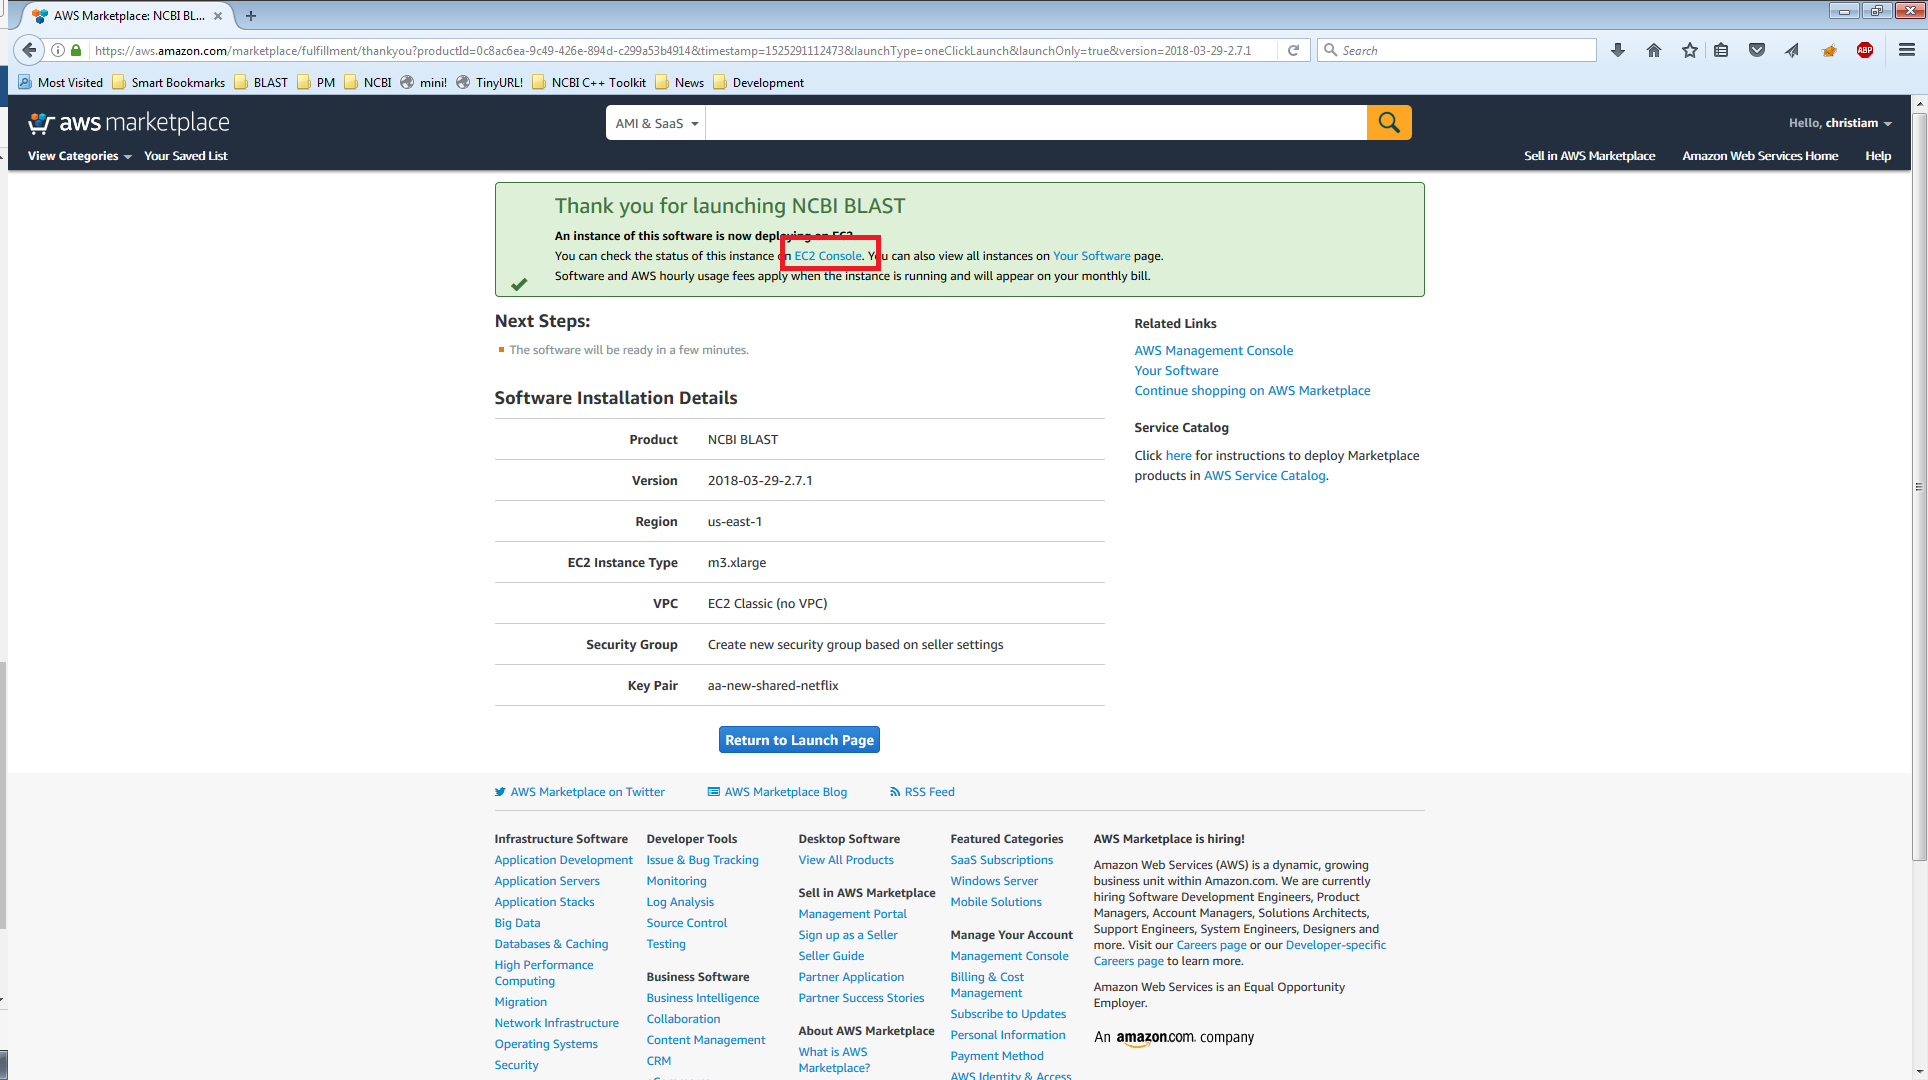 AWS Marketplace: NCBI BL...
https://aws.amazon.com/marketplace/fulfillment/thankyou?productId=0c8ac6ea-9c49-426e-894d-c299a53b4914&timestamp=1525291112473&launchType=oneClickLaunch&launchOnly=true&version=2018-03-29-2.7.1
Search
ABP
Most Visited Smart Bookmarks BLAST PM NCBI mini! TinyURL! NCBI C++ Toolkit News Development
aws marketplace
AMI & SaaS
Hello, christiam
View Categories Your Saved List
Sell in AWS Marketplace Amazon Web Services Home Help
Thank you for launching NCBI BLAST
An instance of this software is now deploying on EC2.
You can check the status of this instance on EC2 Console. You can also view all instances on Your Software page.
Software and AWS hourly usage fees apply when the instance is running and will appear on your monthly bill.
Next Steps:
The software will be ready in a few minutes.
Software Installation Details
Product NCBI BLAST
Version 2018-03-29-2.7.1
Region us-east-1
EC2 Instance Type m3.xlarge
VPC EC2 Classic (no VPC)
Security Group Create new security group based on seller settings
Key Pair aa-new-shared-netflix
Return to Launch Page
Related Links
AWS Management Console
Your Software
Continue shopping on AWS Marketplace
Service Catalog
Click here for instructions to deploy Marketplace
products in AWS Service Catalog.
AWS Marketplace on Twitter AWS Marketplace Blog RSS Feed
Infrastructure Software
Application Development
Application Servers
Application Stacks
Big Data
Databases & Caching
High Performance
Computing
Migration
Network Infrastructure
Operating Systems
Security
Developer Tools
Issue & Bug Tracking
Monitoring
Log Analysis
Source Control
Testing
Business Software
Business Intelligence
Collaboration
Content Management
CRM
Desktop Software
View All Products
Sell in AWS Marketplace
Management Portal
Sign up as a Seller
Seller Guide
Partner Application
Partner Success Stories
About AWS Marketplace
What is AWS
Marketplace?
Featured Categories
SaaS Subscriptions
Windows Server
Mobile Solutions
Manage Your Account
Management Console
Billing & Cost
Management
Subscribe to Updates
Personal Information
Payment Method
AWS Identity & Access
AWS Marketplace is hiring!
Amazon Web Services (AWS) is a dynamic, growing
business unit within Amazon.com. We are currently
hiring Software Development Engineers, Product
Managers, Account Managers, Solutions Architects,
Support Engineers, System Engineers, Designers and
more. Visit our Careers page or our Developer-specific
Careers page to learn more.
Amazon Web Services is an Equal Opportunity
Employer.
An amazon.com company